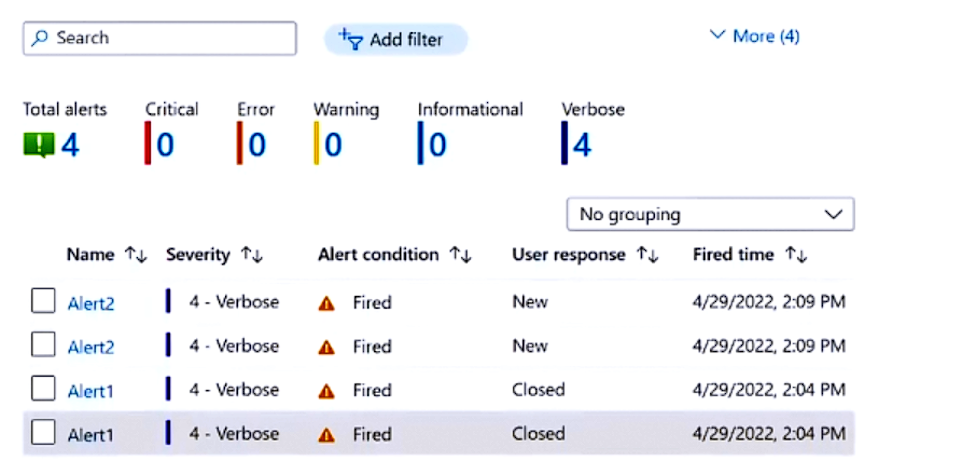 Search Add filter More (4)
Total alerts Critical Error Warning Informational Verbose
4 0 0 0 0 4
No grouping
Name Severity Alert condition User response Fired time
Alert2 4 - Verbose Fired New 4/29/2022, 2:09 PM
Alert2 4 - Verbose Fired New 4/29/2022, 2:09 PM
Alert1 4 - Verbose Fired Closed 4/29/2022, 2:04 PM
Alert1 4 - Verbose Fired Closed 4/29/2022, 2:04 PM